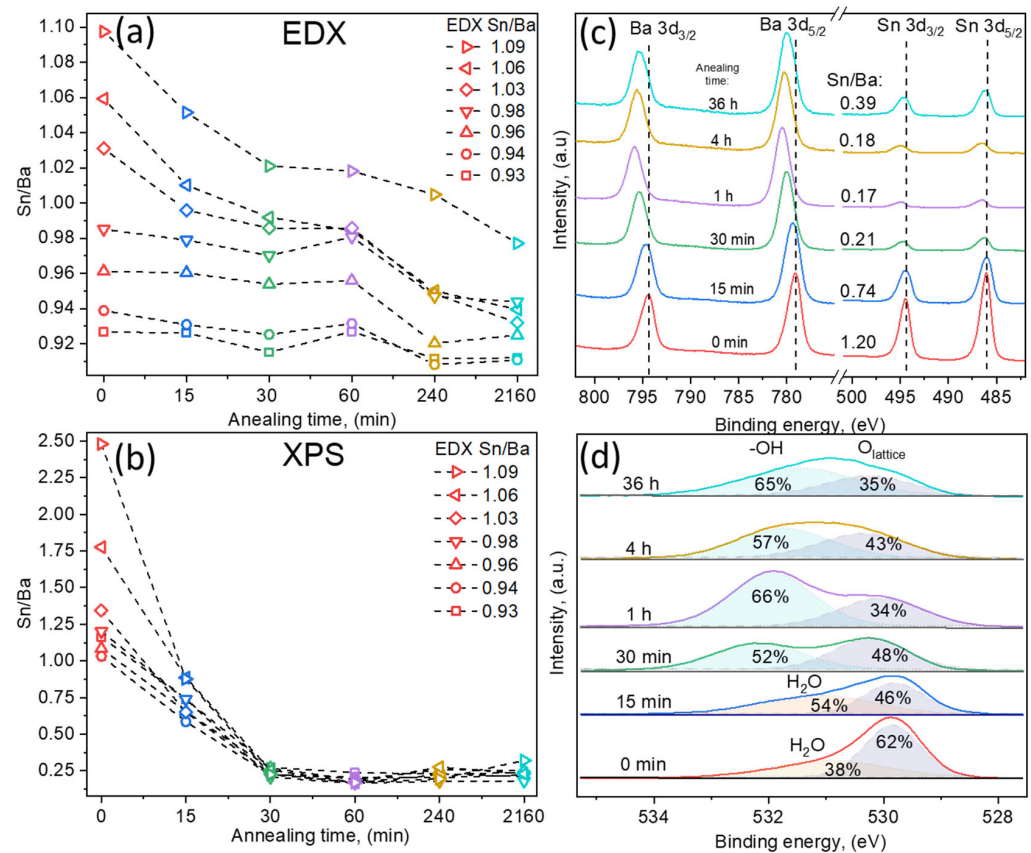 (a) EDX
EDX Sn/Ba
1.09
1.06
1.03
0.98
0.96
0.94
0.93
1.10
1.08
1.06
1.04
1.02
1.00
0.98
0.96
0.94
0.92
Sn/Ba
0 15 30 60 240 2160
Anealing time, (min)
(b) XPS
EDX Sn/Ba
1.09
1.06
1.03
0.98
0.96
0.94
0.93
2.50
2.25
2.00
1.75
1.50
1.25
1.00
0.75
0.50
0.25
Sn/Ba
0 15 30 60 240 2160
Annealing time, (min)
(c)
Ba 3d3/2 Ba 3d5/2 Sn 3d3/2 Sn 3d5/2
Anealing
time:
Sn/Ba:
36 h 0.39
4 h 0.18
1 h 0.17
30 min 0.21
15 min 0.74
0 min 1.20
Intensity, (a.u)
800 795 790 785 780 500 495 485
Binding energy, (eV)
(d)
-OH Olattice
36 h 65% 35%
4 h 57% 43%
1 h 66% 34%
30 min 52% 48%
H2O
15 min 54% 46%
H2O
0 min 38% 62%
Intensity, (a.u.)
534 532 530 528
Binding energy, (eV)